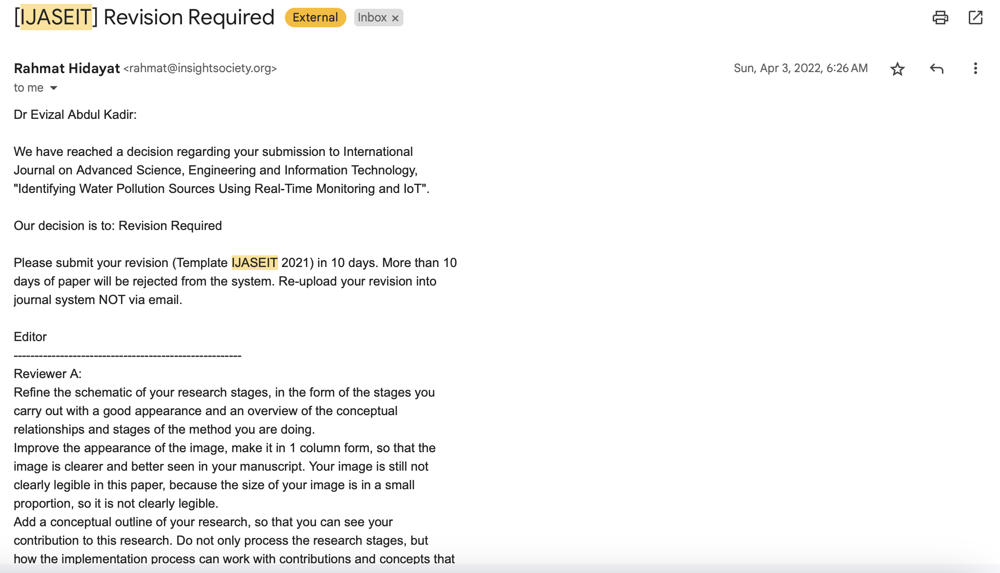 [IJASEIT] Revision Required External Inbox ×
Rahmat Hidayat <rahmat@insightsociety.org> Sun, Apr 3, 2022, 6:26 AM
to me
Dr Evizal Abdul Kadir:
We have reached a decision regarding your submission to International
Journal on Advanced Science, Engineering and Information Technology,
"Identifying Water Pollution Sources Using Real-Time Monitoring and IoT".
Our decision is to: Revision Required
Please submit your revision (Template IJASEIT 2021) in 10 days. More than 10
days of paper will be rejected from the system. Re-upload your revision into
journal system NOT via email.
Editor
------------------------------------------------------
Reviewer A:
Refine the schematic of your research stages, in the form of the stages you
carry out with a good appearance and an overview of the conceptual
relationships and stages of the method you are doing.
Improve the appearance of the image, make it in 1 column form, so that the
image is clearer and better seen in your manuscript. Your image is still not
clearly legible in this paper, because the size of your image is in a small
proportion, so it is not clearly legible.
Add a conceptual outline of your research, so that you can see your
contribution to this research. Do not only process the research stages, but
how the implementation process can work with contributions and concepts that